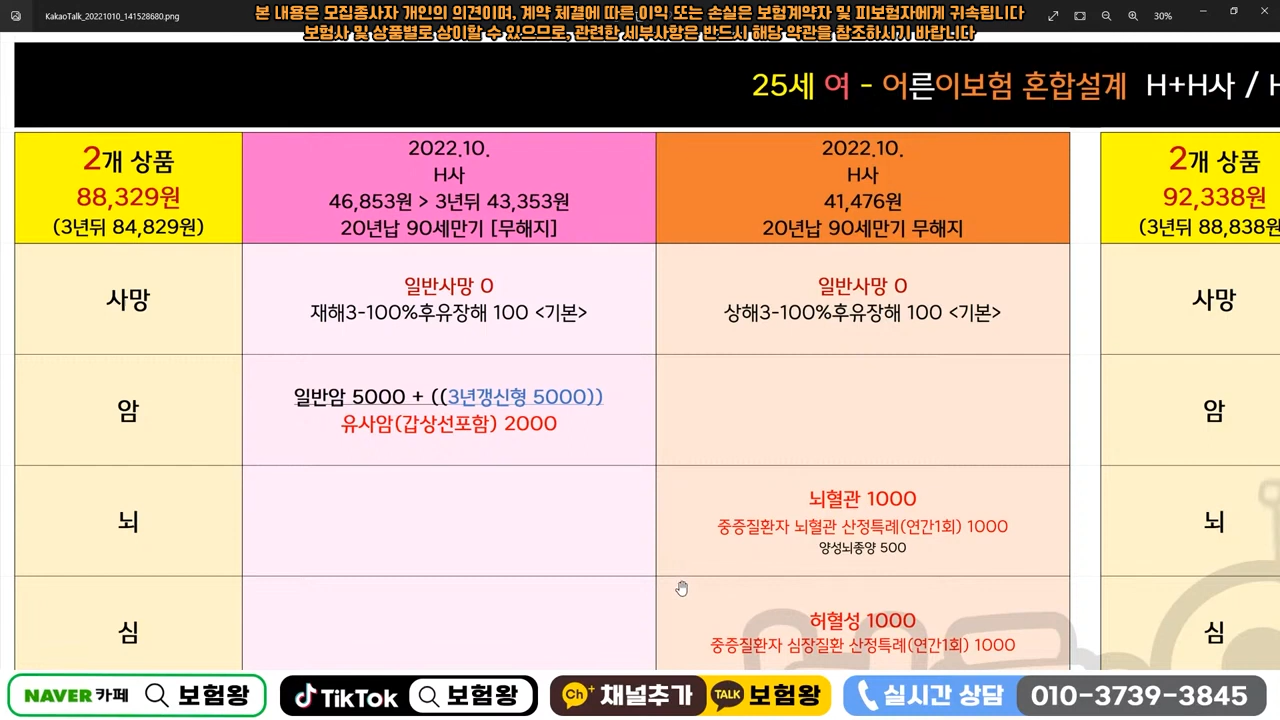 KakaoTalk_20221010_141528680.png
본 내용은 모집종사자 개인의 의견이며, 계약 체결에 따른 이익 또는 손실은 보험계약자 및 피보험자에게 귀속됩니다
30%
보험사 및 상품별로 상이할 수 있으므로, 관련한 세부사항은 반드시 해당 약관을 참조하시기 바랍니다
25세 여 - 어른이보험 혼합설계 H+H사 / H
2개 상품
88,329원
(3년뒤 84,829원)
2022.10.
H사
46,853원 > 3년뒤 43,353원
20년납 90세만기 [무해지]
2022.10.
H사
41,476원
20년납 90세만기 무해지
2개 상품
92,338원
(3년뒤 88,838원
사망
일반사망 0
재해3-100%후유장해 100 <기본>
일반사망 0
상해3-100%후유장해 100 <기본>
사망
암
일반암 5000 + ((3년갱신형 5000))
유사암(갑상선포함) 2000
암
뇌
뇌혈관 1000
중증질환자 뇌혈관 산정특례(연간1회) 1000
양성뇌종양 500
뇌
심
허혈성 1000
중증질환자 심장질환 산정특례(연간1회) 1000
심
NAVER 카페 보험왕
TikTok 보험왕
Ch+ 채널추가 TALK 보험왕
실시간 상담 010-3739-3845